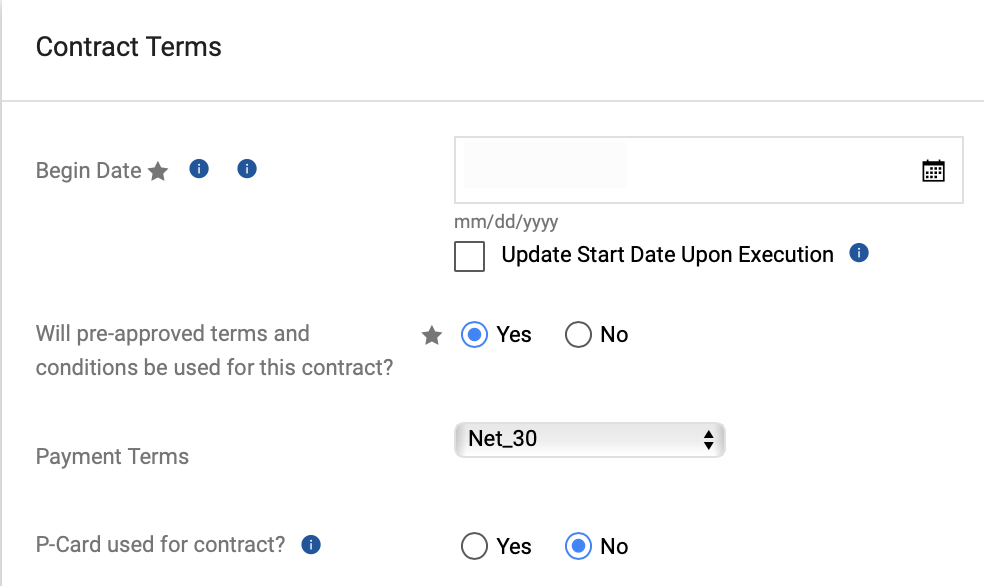 Contract Terms
Begin Date
mm/dd/yyyy
Update Start Date Upon Execution
Will pre-approved terms and
conditions be used for this contract?
Yes No
Payment Terms
Net_30
P-Card used for contract?
Yes No